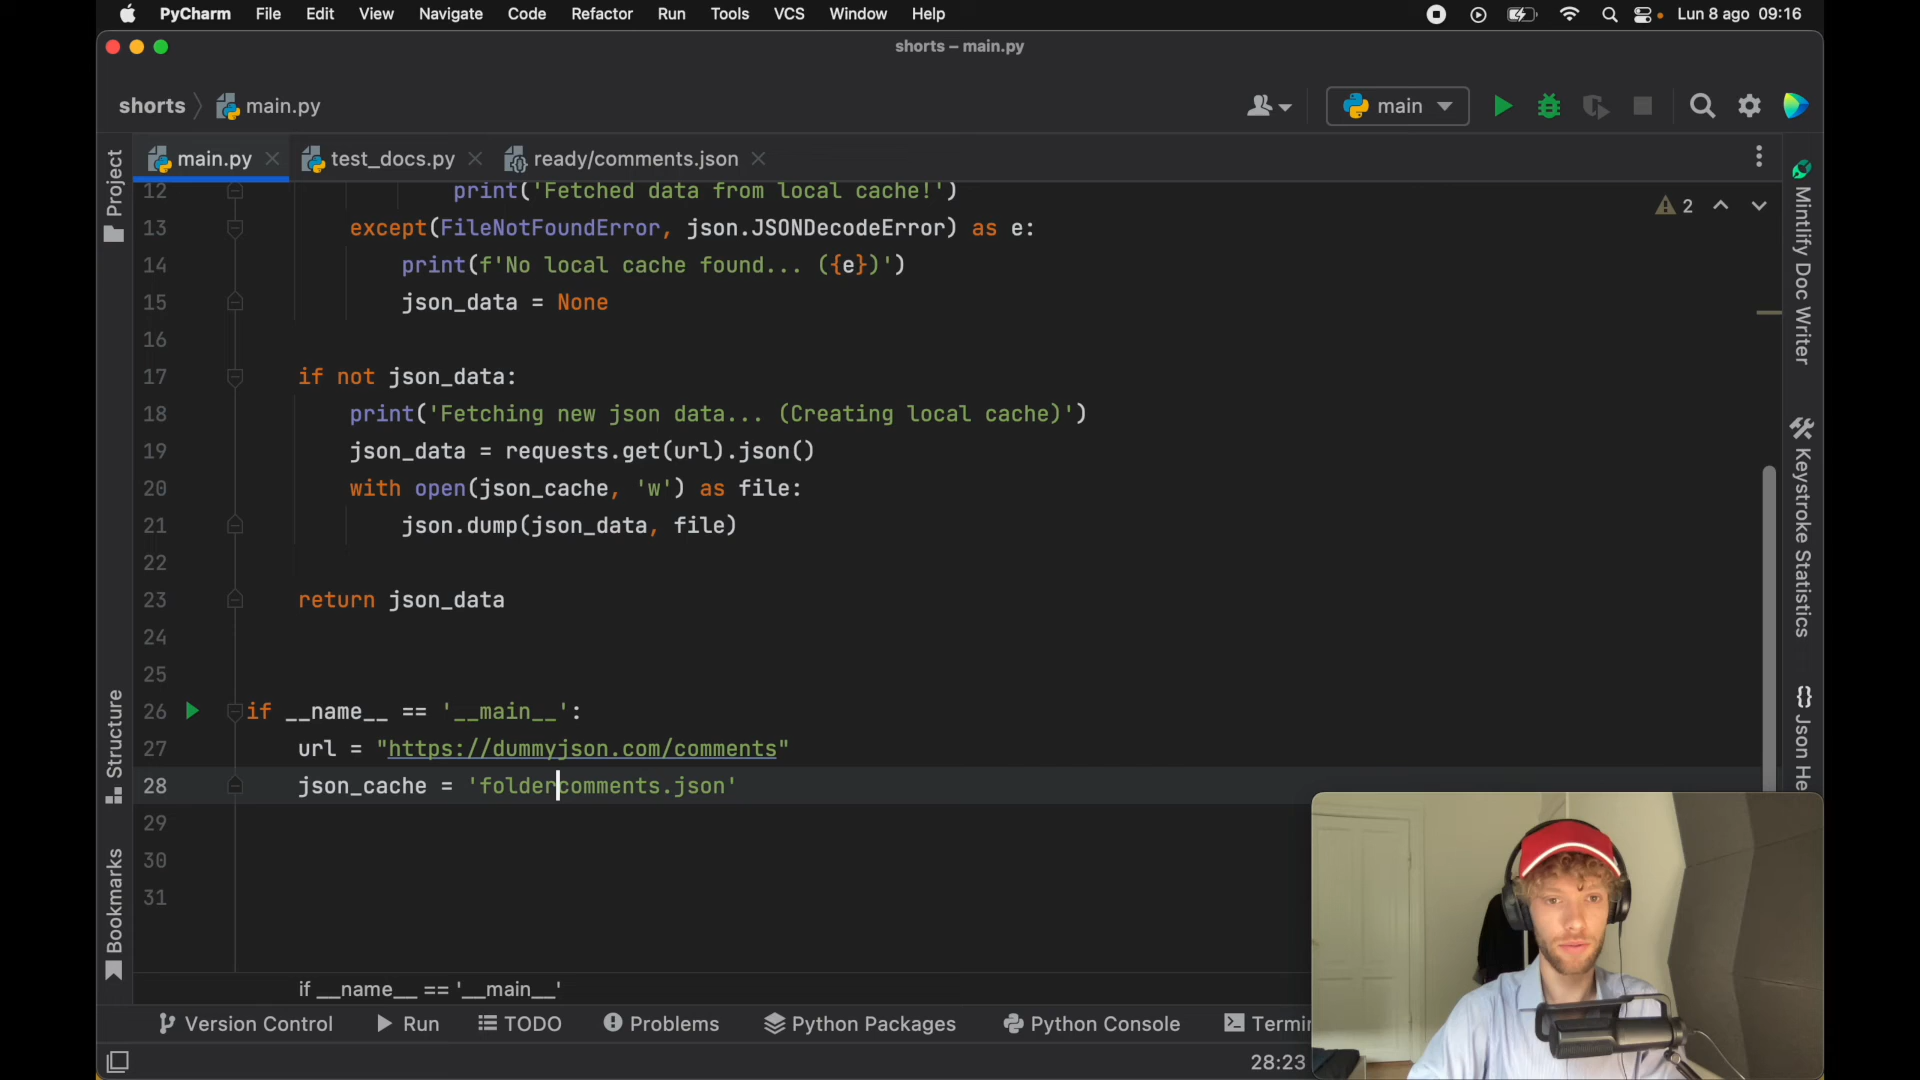 PyCharm File Edit View Navigate Code Refactor Run Tools VCS Window Help Lun 8 ago 09:16
shorts – main.py
shorts main.py main
main.py test_docs.py ready/comments.json
Project
Structure
Bookmarks
12 print('Fetched data from local cache!')
13 except(FileNotFoundError, json.JSONDecodeError) as e:
14 print(f'No local cache found... ({e})')
15 json_data = None
16
17 if not json_data:
18 print('Fetching new json data... (Creating local cache)')
19 json_data = requests.get(url).json()
20 with open(json_cache, 'w') as file:
21 json.dump(json_data, file)
22
23 return json_data
24
25
26 if __name__ == '__main__':
27 url = "https://dummyjson.com/comments"
28 json_cache = 'foldercomments.json'
29
30
31
2
Mintlify Doc Writer
Keystroke Statistics
{} Json He
if __name__ == '__main__'
Version Control Run TODO Problems Python Packages Python Console Termin
28:23